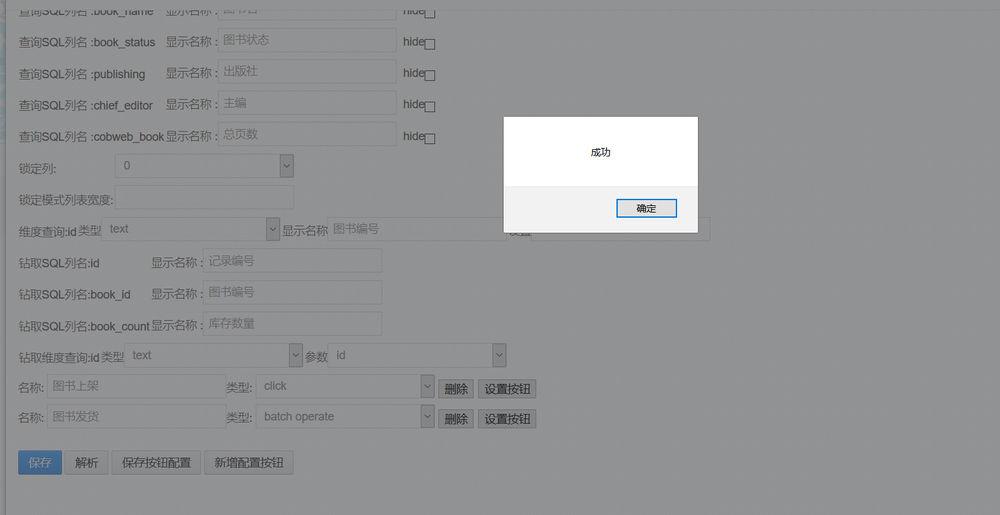 查询SQL列名 :book_name 显示名称 : 图书名 hide
查询SQL列名 :book_status 显示名称 : 图书状态 hide
查询SQL列名 :publishing 显示名称 : 出版社 hide
查询SQL列名 :chief_editor 显示名称 : 主编 hide
查询SQL列名 :cobweb_book 显示名称 : 总页数 hide
成功
锁定列: 0
锁定模式列表宽度:
确定
维度查询:id 类型 text 显示名称 图书编号 设置
钻取SQL列名:id 显示名称 : 记录编号
钻取SQL列名:book_id 显示名称 : 图书编号
钻取SQL列名:book_count 显示名称 : 库存数量
钻取维度查询:id 类型 text 参数 id
名称: 图书上架 类型: click 删除 设置按钮
名称: 图书发货 类型: batch operate 删除 设置按钮
保存 解析 保存按钮配置 新增配置按钮